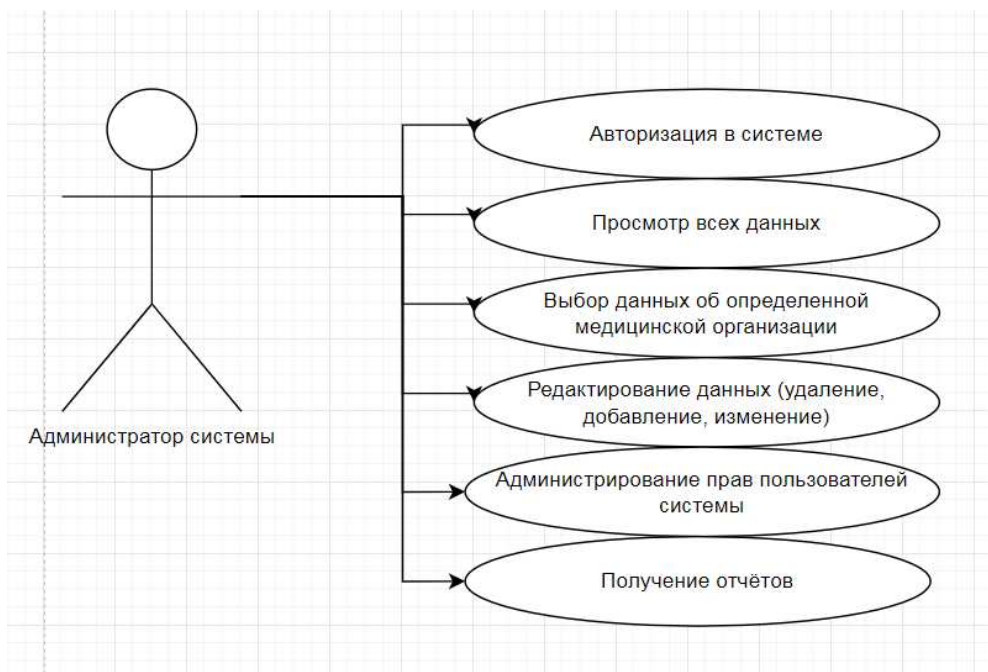 Авторизация в системе
Просмотр всех данных
Выбор данных об определенной
медицинской организации
Редактирование данных (удаление,
добавление, изменение)
Администратор системы
Администрирование прав пользователей
системы
Получение отчётов